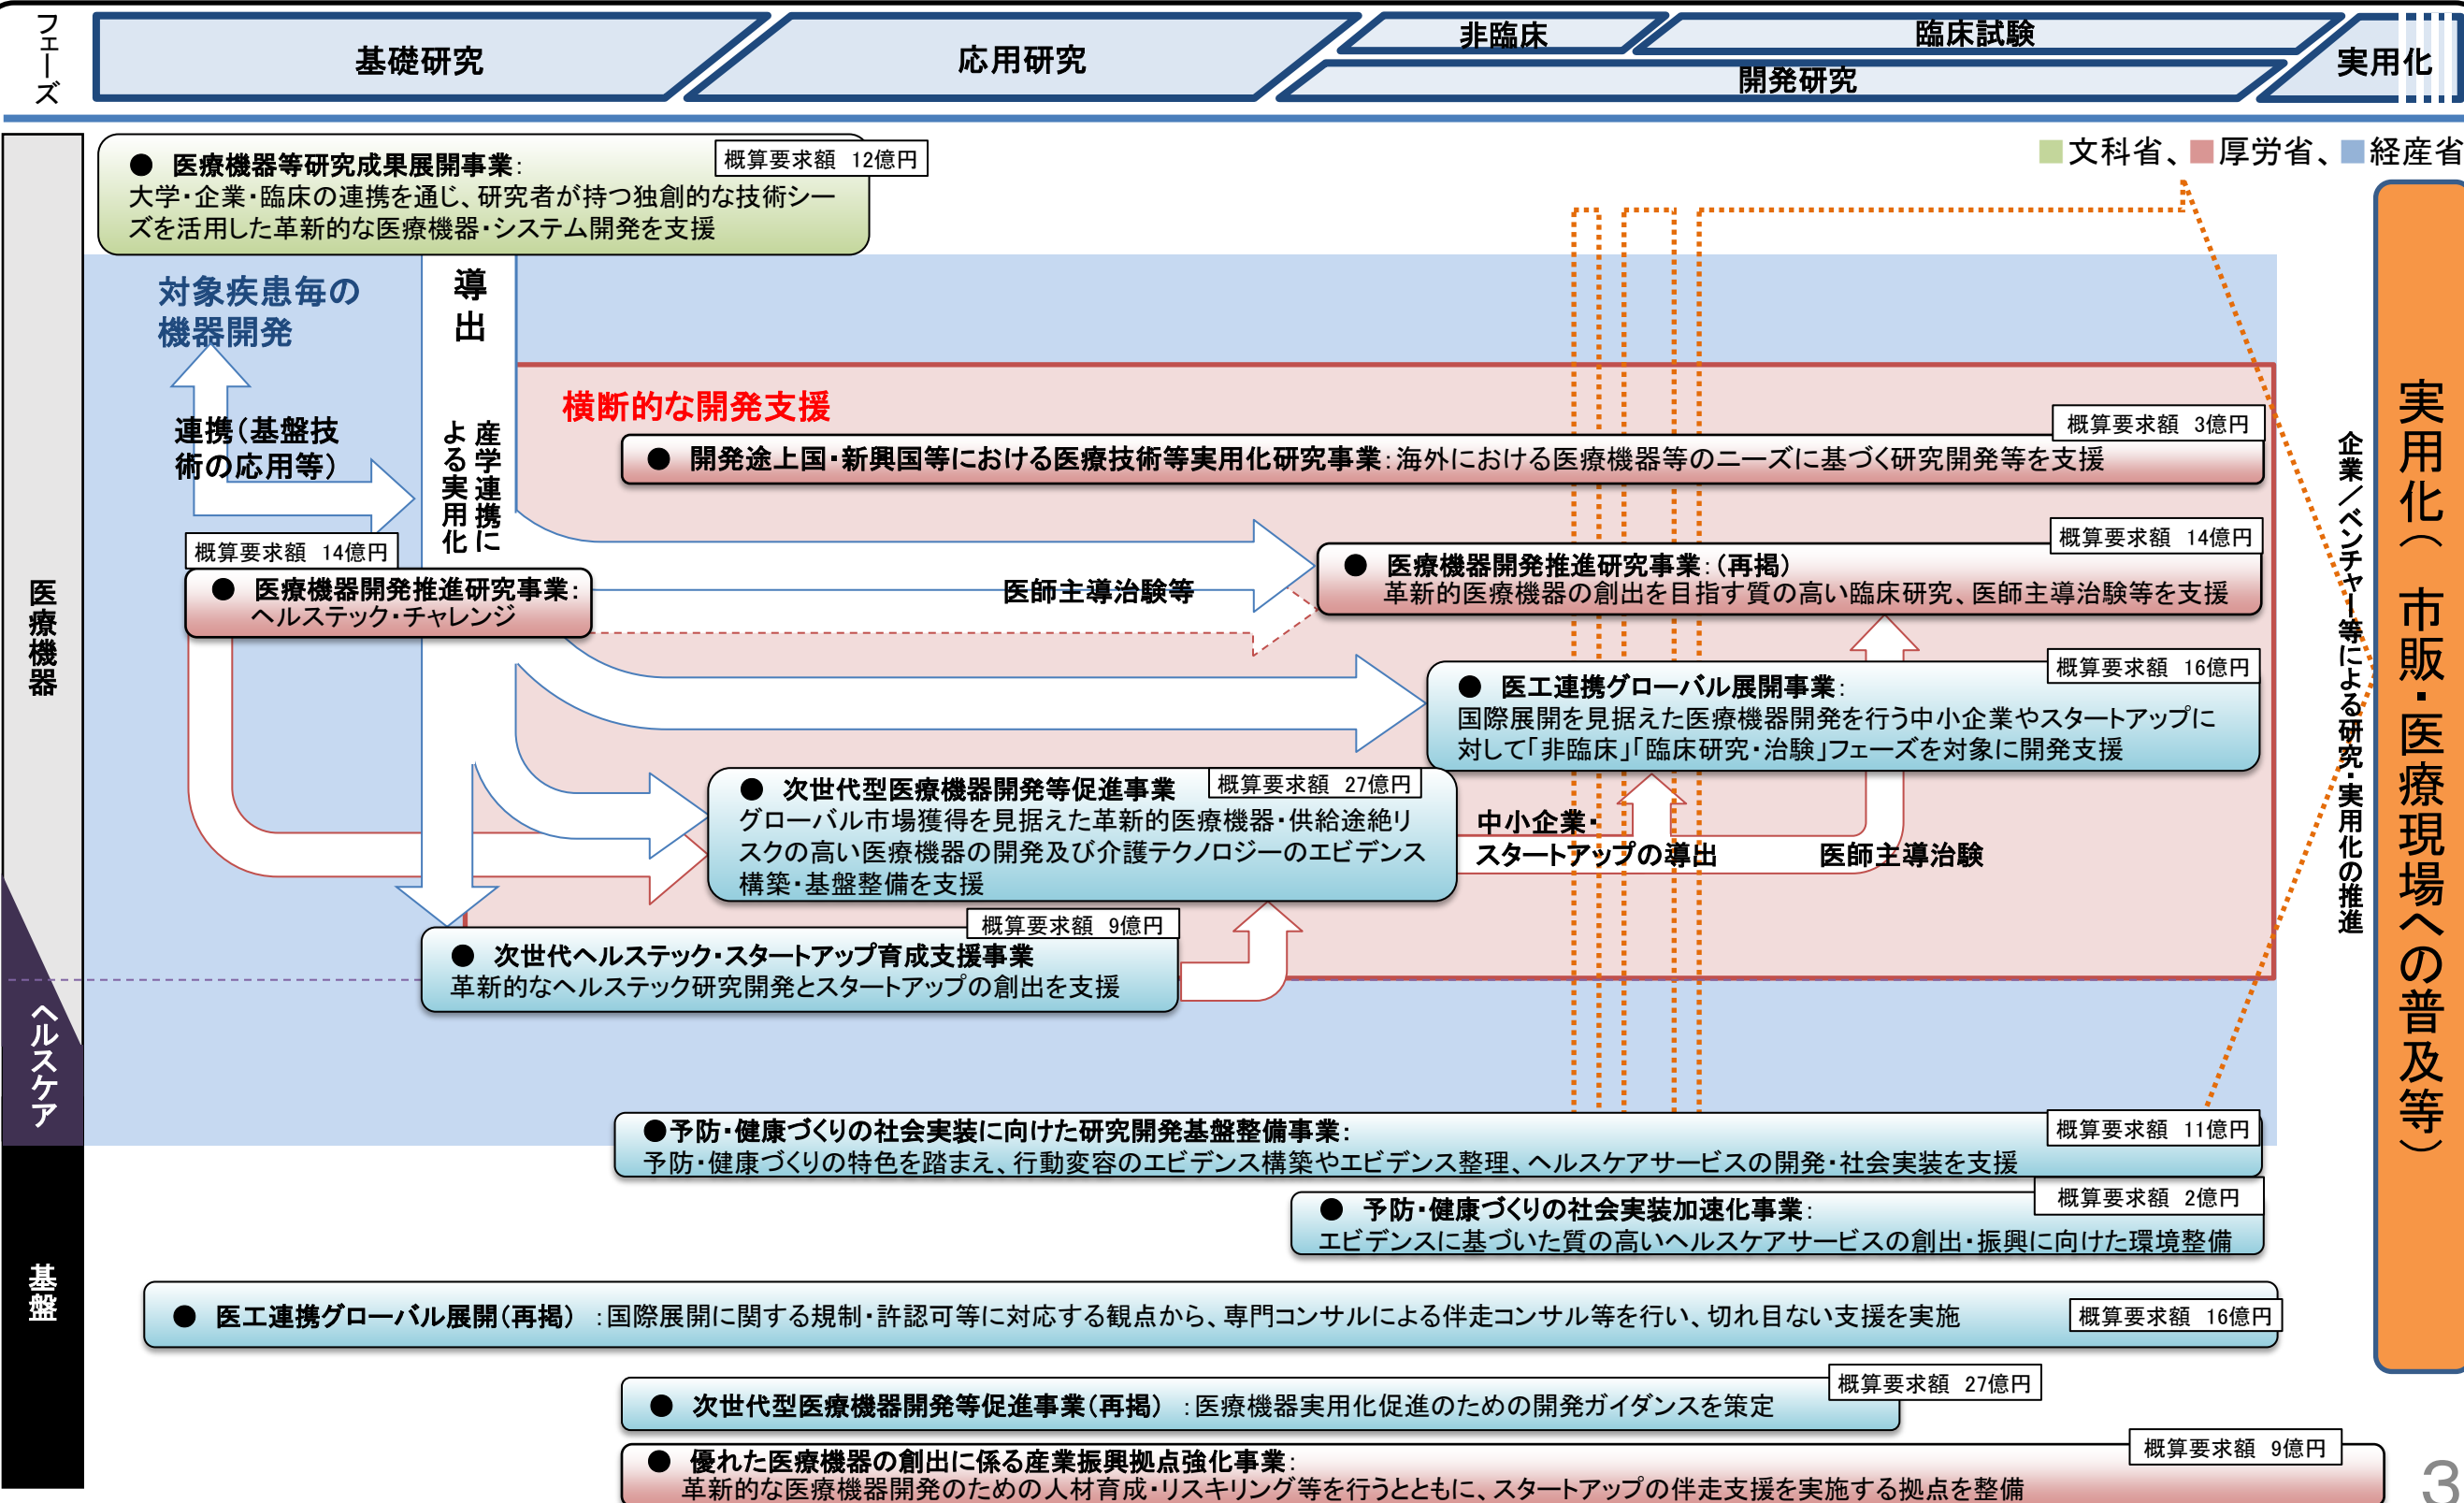 フェーズ
基礎研究
応用研究
非臨床
臨床試験
開発研究
実用化
■文科省、■厚労省、■経産省
● 医療機器等研究成果展開事業:
概算要求額 12億円
大学・企業・臨床の連携を通じ、研究者が持つ独創的な技術シー
ズを活用した革新的な医療機器・システム開発を支援
対象疾患毎の
機器開発
導出
連携(基盤技
術の応用等)
産学連携に
よる実用化
横断的な開発支援
概算要求額 3億円
● 開発途上国・新興国等における医療技術等実用化研究事業:海外における医療機器等のニーズに基づく研究開発等を支援
概算要求額 14億円
● 医療機器開発推進研究事業:
ヘルステック・チャレンジ
医師主導治験等
概算要求額 14億円
● 医療機器開発推進研究事業:(再掲)
革新的医療機器の創出を目指す質の高い臨床研究、医師主導治験等を支援
概算要求額 16億円
● 医工連携グローバル展開事業:
国際展開を見据えた医療機器開発を行う中小企業やスタートアップに
対して「非臨床」「臨床研究・治験」フェーズを対象に開発支援
● 次世代型医療機器開発等促進事業
概算要求額 27億円
グローバル市場獲得を見据えた革新的医療機器・供給途絶リ
スクの高い医療機器の開発及び介護テクノロジーのエビデンス
構築・基盤整備を支援
中小企業・
スタートアップの導出
医師主導治験
概算要求額 9億円
● 次世代ヘルステック・スタートアップ育成支援事業
革新的なヘルステック研究開発とスタートアップの創出を支援
医療機器
ヘルスケア
基盤
企業/ベンチャー等による研究・実用化の推進
実用化(市販・医療現場への普及等)
●予防・健康づくりの社会実装に向けた研究開発基盤整備事業:
概算要求額 11億円
予防・健康づくりの特色を踏まえ、行動変容のエビデンス構築やエビデンス整理、ヘルスケアサービスの開発・社会実装を支援
概算要求額 2億円
● 予防・健康づくりの社会実装加速化事業:
エビデンスに基づいた質の高いヘルスケアサービスの創出・振興に向けた環境整備
● 医工連携グローバル展開(再掲) :国際展開に関する規制・許認可等に対応する観点から、専門コンサルによる伴走コンサル等を行い、切れ目ない支援を実施
概算要求額 16億円
概算要求額 27億円
● 次世代型医療機器開発等促進事業(再掲) :医療機器実用化促進のための開発ガイダンスを策定
概算要求額 9億円
● 優れた医療機器の創出に係る産業振興拠点強化事業:
革新的な医療機器開発のための人材育成・リスキリング等を行うとともに、スタートアップの伴走支援を実施する拠点を整備
3